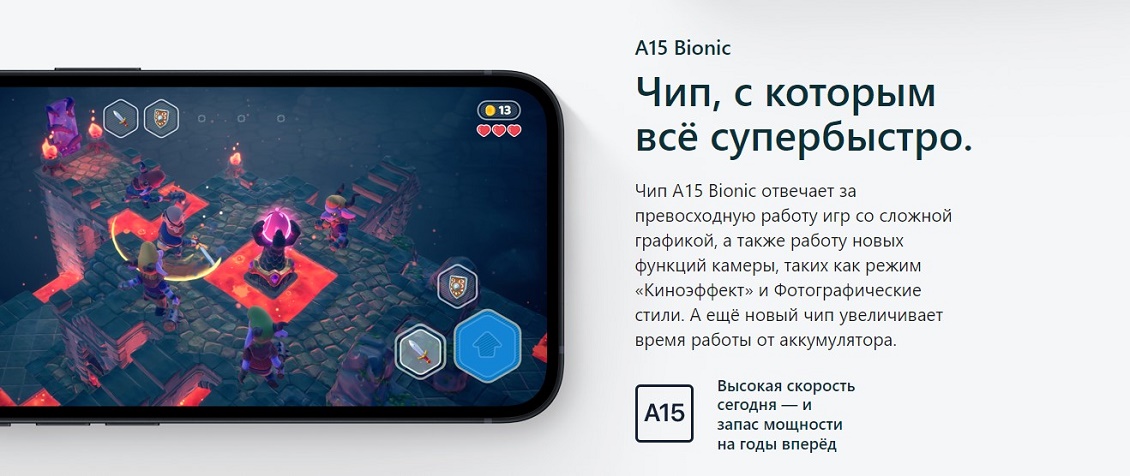 13
A15 Bionic
Чип, с которым
всё супербыстро.
Чип A15 Bionic отвечает за
превосходную работу игр со сложной
графикой, а также работу новых
функций камеры, таких как режим
«Киноэффект» и Фотографические
стили. А ещё новый чип увеличивает
время работы от аккумулятора.
A15
Высокая скорость
сегодня — и
запас мощности
на годы вперёд